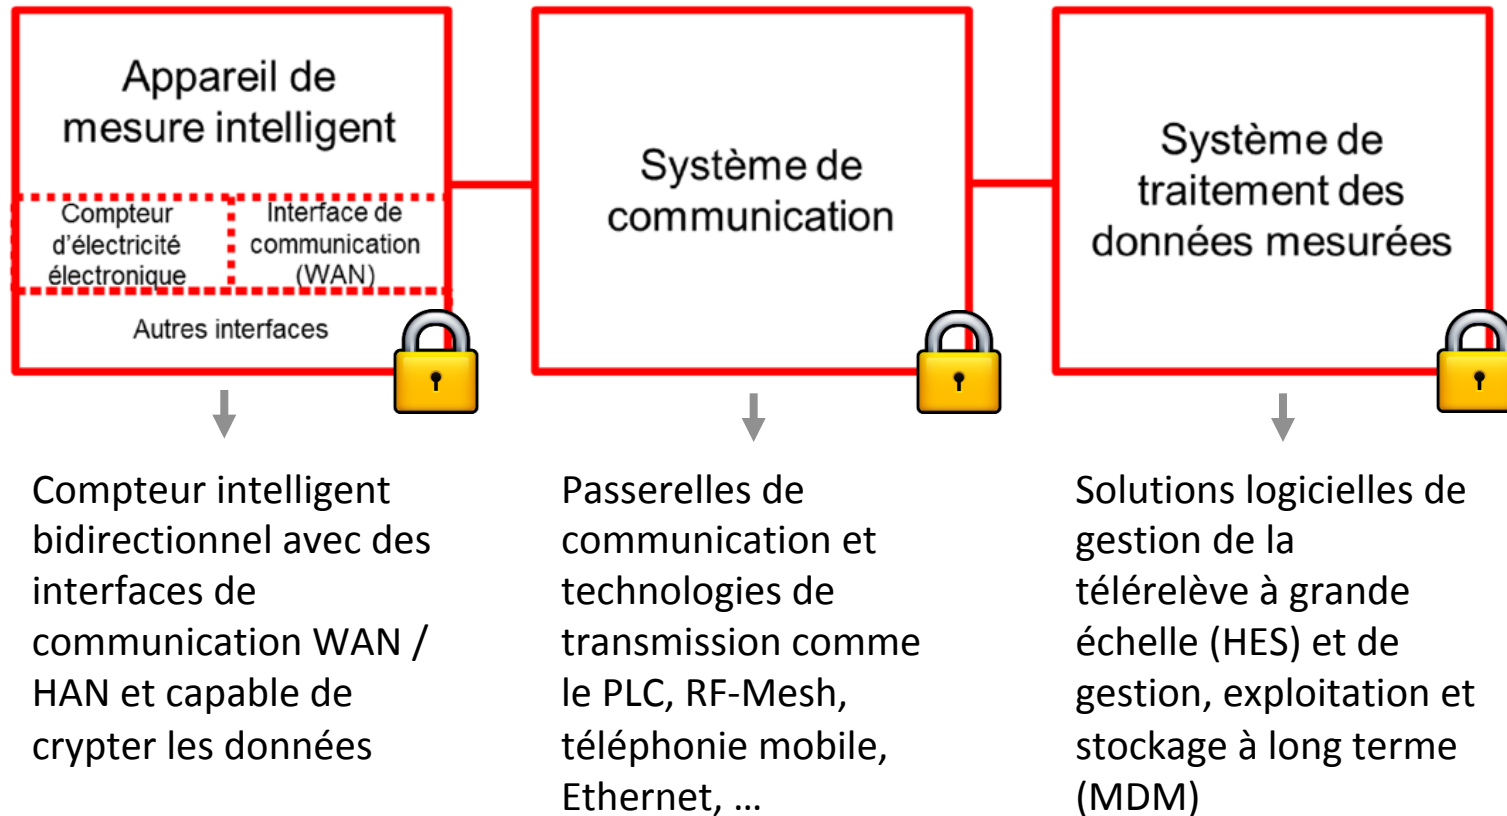 Appareil de
mesure intelligent
Compteur
d'électricité
électronique
Interface de
communication
(WAN)
Autres interfaces
Système de
communication
Système de
traitement des
données mesurées
Compteur intelligent
bidirectionnel avec des
interfaces de
communication WAN /
HAN et capable de
crypter les données
Passerelles de
communication et
technologies de
transmission comme
le PLC, RF-Mesh,
téléphonie mobile,
Ethernet, …
Solutions logicielles de
gestion de la
télérelève à grande
échelle (HES) et de
gestion, exploitation et
stockage à long terme
(MDM)